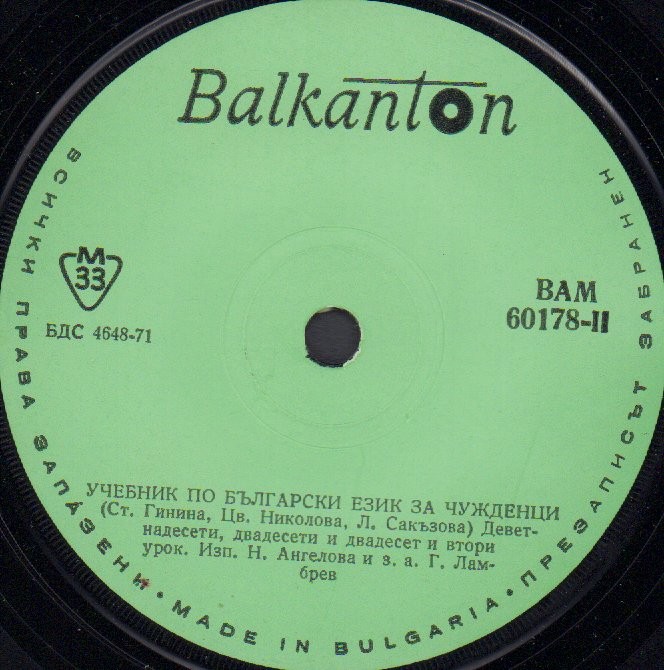 Balkanton
ВСИЧКИ ПРАВА ЗАПАЗЕНИ • MADE IN BULGARIA • ПРЕЗАПИСЪТ ЗАБРАНЕН
М
33
БДС 4648-71
ВАМ
60178-II
УЧЕБНИК ПО БЪЛГАРСКИ ЕЗИК ЗА ЧУЖДЕНЦИ
(Ст. Гинина, Цв. Николова, Л. Сакъзова) Девет-
надесети, двадесети и двадесет и втори
урок. Изп. Н. Ангелова и з. а. Г. Лам-
брев